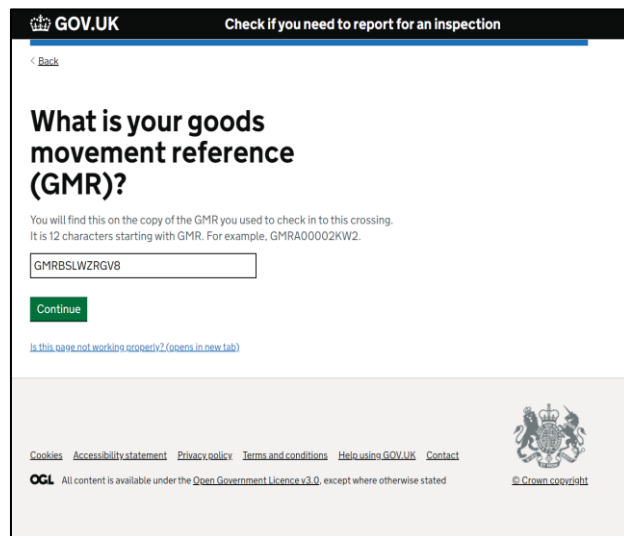 GOV.UK Check if you need to report for an inspection
< Back
What is your goods
movement reference
(GMR)?
You will find this on the copy of the GMR you used to check in to this crossing.
It is 12 characters starting with GMR. For example, GMRA00002KW2.
GMRBSLWZRGV8
Continue
Is this page not working properly? (opens in new tab)
Cookies Accessibility statement Privacy policy Terms and conditions Help using GOV.UK Contact
OGL All content is available under the Open Government Licence v3.0, except where otherwise stated
© Crown copyright